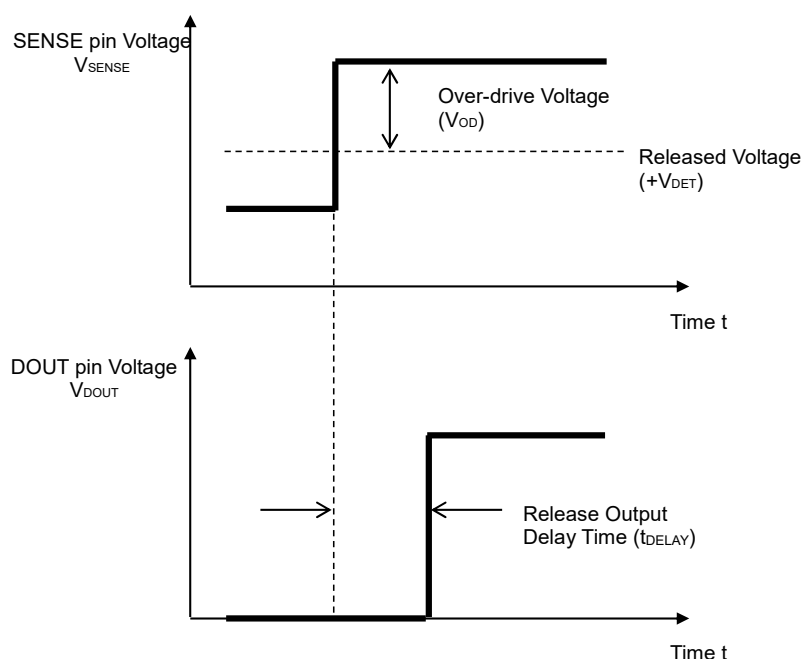 SENSE pin Voltage
VSENSE
Over-drive Voltage
(VOD)
Released Voltage
(+VDET)
Time t
DOUT pin Voltage
VDOUT
Release Output
Delay Time (tDELAY)
Time t